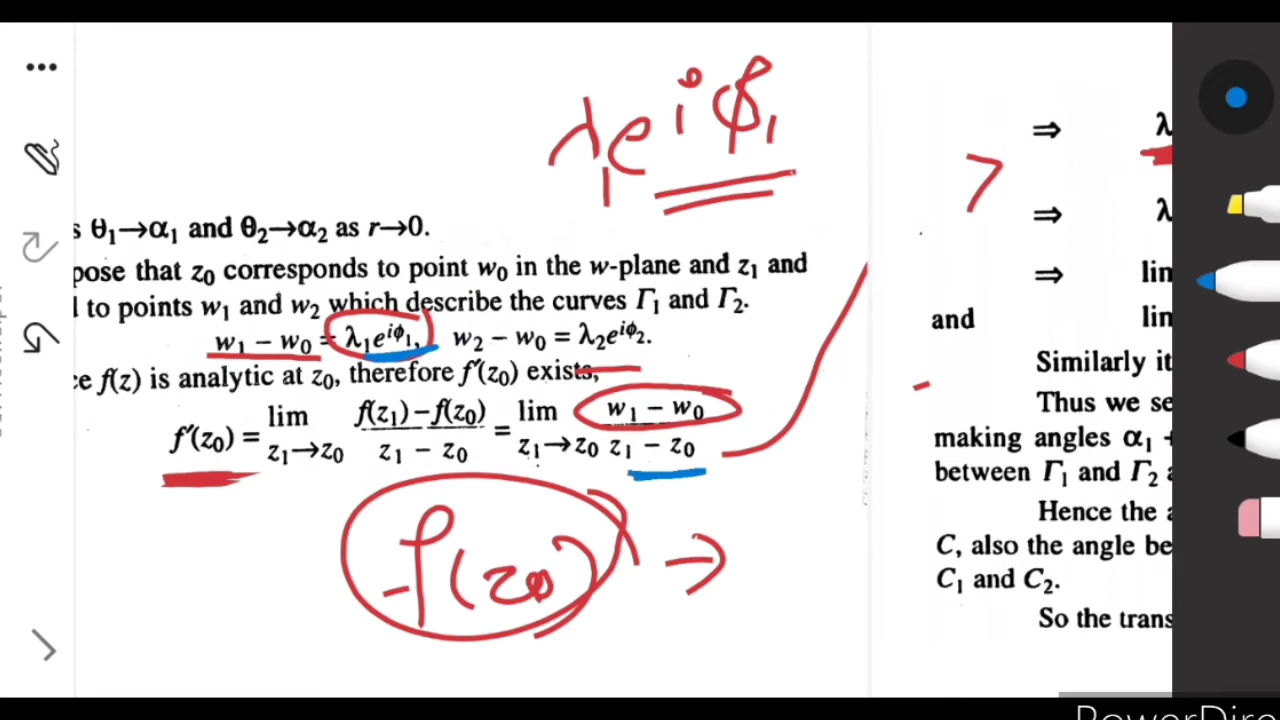 λ₁e^{iϕ₁}
s θ₁→α₁ and θ₂→α₂ as r→0.
pose that z₀ corresponds to point w₀ in the w-plane and z₁ and
l to points w₁ and w₂ which describe the curves Γ₁ and Γ₂.
w₁ − w₀ = λ₁e^{iϕ₁}, w₂ − w₀ = λ₂e^{iϕ₂}.
ce f(z) is analytic at z₀, therefore f′(z₀) exists,
f′(z₀) = lim_{z₁→z₀} (f(z₁)−f(z₀))/(z₁ − z₀) = lim_{z₁→z₀} (w₁ − w₀)/(z₁ − z₀)
f(z₀) →
⇒ λ
⇒ λ
⇒ lim
and lim
Similarly it
Thus we se
making angles α₁ +
between Γ₁ and Γ₂
Hence the
C, also the angle be
C₁ and C₂.
So the trans
PowerDire